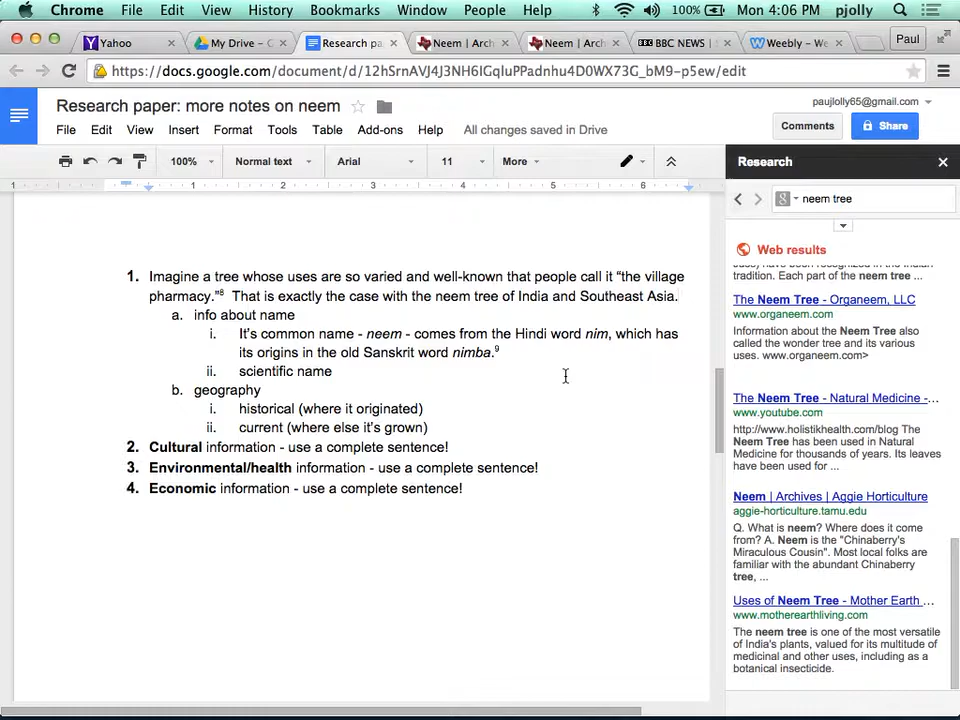 Chrome File Edit View History Bookmarks Window People Help 100% Mon 4:06 PM pjolly
Yahoo My Drive - C Research pa Neem | Arch Neem | Arch BBC NEWS | S Weebly - We Paul
https://docs.google.com/document/d/12hSrnAVJ4J3NH6lGqluPPadnhu4D0WX73G_bM9-p5ew/edit
Research paper: more notes on neem
paujlolly65@gmail.com
File Edit View Insert Format Tools Table Add-ons Help All changes saved in Drive
Comments Share
100% Normal text Arial 11 More
1 1 2 3 4 5 6
Research
neem tree
Web results
tradition. Each part of the neem tree ...
The Neem Tree - Organeem, LLC
www.organeem.com
Information about the Neem Tree also
called the wonder tree and its various
uses. www.organeem.com>
The Neem Tree - Natural Medicine -...
www.youtube.com
http://www.holistikhealth.com/blog The
Neem Tree has been used in Natural
Medicine for thousands of years. Its leaves
have been used for ...
Neem | Archives | Aggie Horticulture
aggie-horticulture.tamu.edu
Q. What is neem? Where does it come
from? A. Neem is the "Chinaberry's
Miraculous Cousin". Most local folks are
familiar with the abundant Chinaberry
tree, ...
Uses of Neem Tree - Mother Earth ...
www.motherearthliving.com
The neem tree is one of the most versatile
of India's plants, valued for its multitude of
medicinal and other uses, including as a
botanical insecticide.
1. Imagine a tree whose uses are so varied and well-known that people call it “the village
pharmacy.”⁸ That is exactly the case with the neem tree of India and Southeast Asia.
a. info about name
i. It’s common name - neem - comes from the Hindi word nim, which has
its origins in the old Sanskrit word nimba.⁹
ii. scientific name
b. geography
i. historical (where it originated)
ii. current (where else it’s grown)
2. Cultural information - use a complete sentence!
3. Environmental/health information - use a complete sentence!
4. Economic information - use a complete sentence!